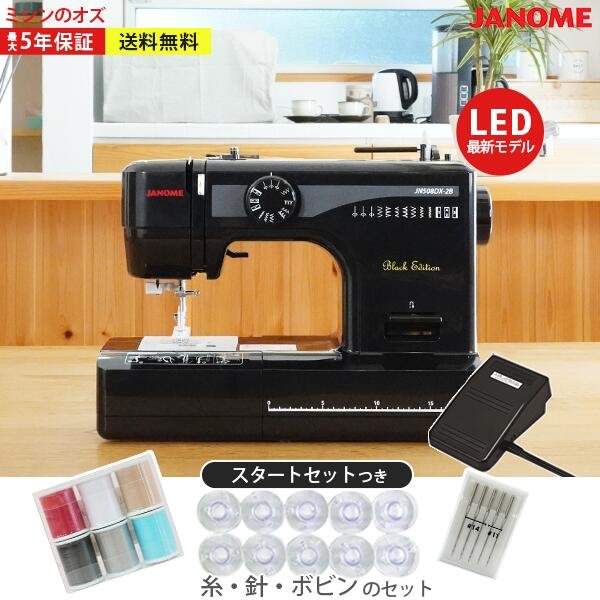 ミシンのオズ
最大5年保証
送料無料
JANOME
LED
最新モデル
JANOME
JN508DX-2B
Black Edition
0 5 10 15
スタートセットつき
#14 #11
糸・針・ボビンのセット